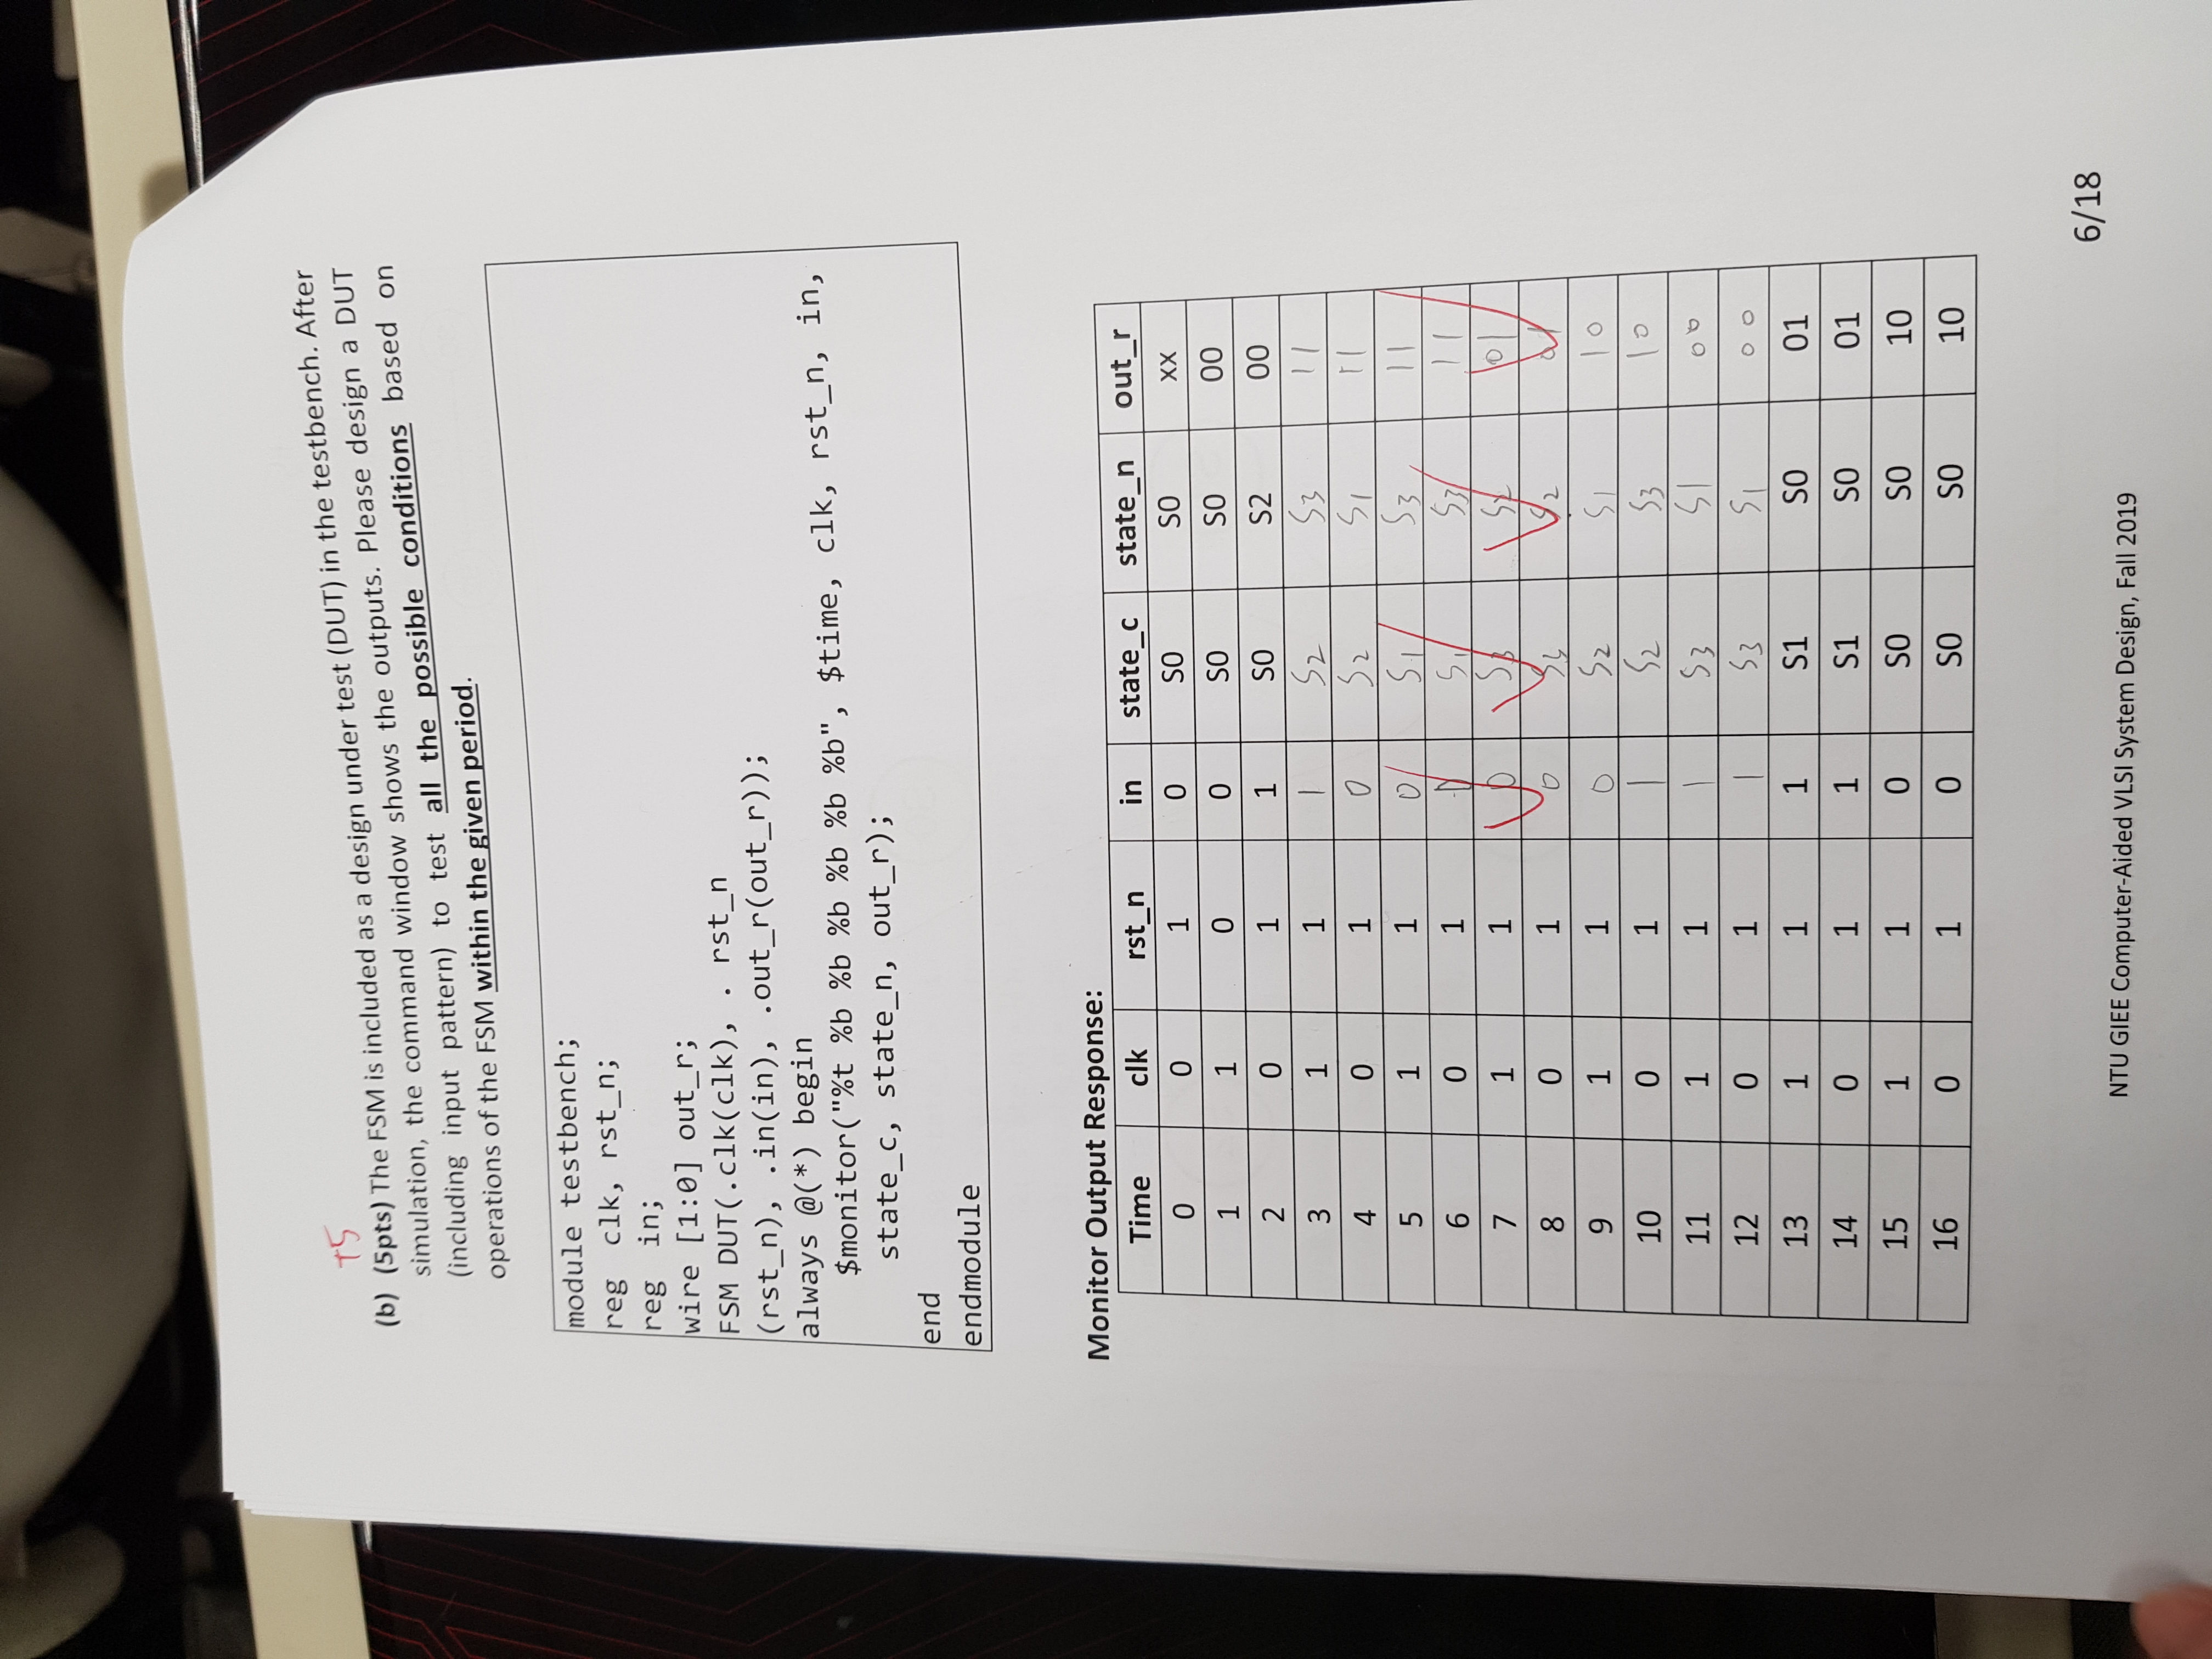 +5
(b) (5pts) The FSM is included as a design under test (DUT) in the testbench. After
simulation, the command window shows the outputs. Please design a DUT
(including input pattern) to test all the possible conditions based on
operations of the FSM within the given period.
module testbench;
reg clk, rst_n;
reg in;
wire [1:0] out_r;
FSM DUT(.clk(clk), . rst_n
(rst_n), .in(in), .out_r(out_r));
always @(*) begin
$monitor("%t %b %b %b %b %b %b", $time, clk, rst_n, in,
state_c, state_n, out_r);
end
endmodule
Monitor Output Response:
Time clk rst_n in state_c state_n out_r
0 0 1 0 S0 S0 xx
1 1 0 0 S0 S0 00
2 0 1 1 S0 S2 00
3 1 1 1 S2 S3 11
4 0 1 0 S2 S1 11
5 1 1 0 S1 S3 11
6 0 1 0 S1 S3 11
7 1 1 0 S3 S2 01
8 0 1 0 S3 S2 01
9 1 1 0 S2 S1 10
10 0 1 1 S2 S3 10
11 1 1 1 S3 S1 00
12 0 1 1 S3 S1 00
13 1 1 1 S1 S0 01
14 0 1 1 S1 S0 01
15 1 1 0 S0 S0 10
16 0 1 0 S0 S0 10
6/18
NTU GIEE Computer-Aided VLSI System Design, Fall 2019